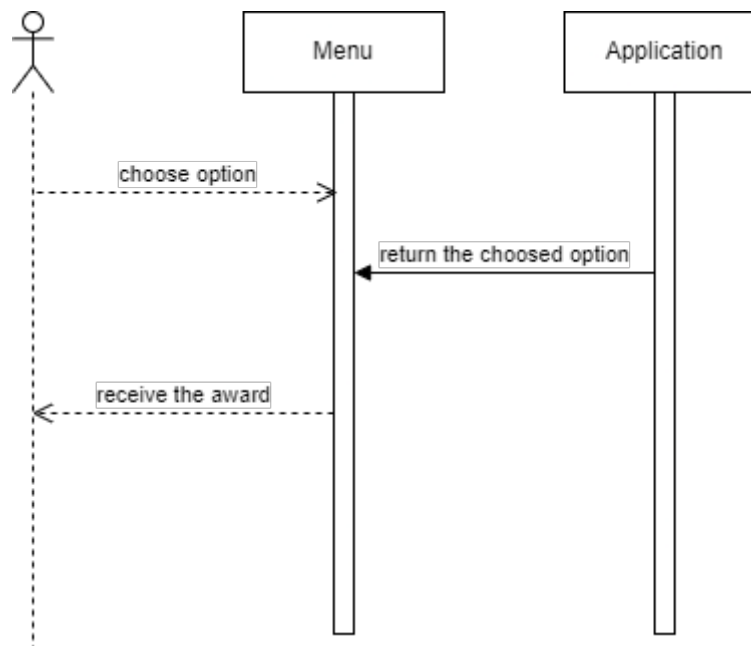 Menu
Application
choose option
return the choosed option
receive the award